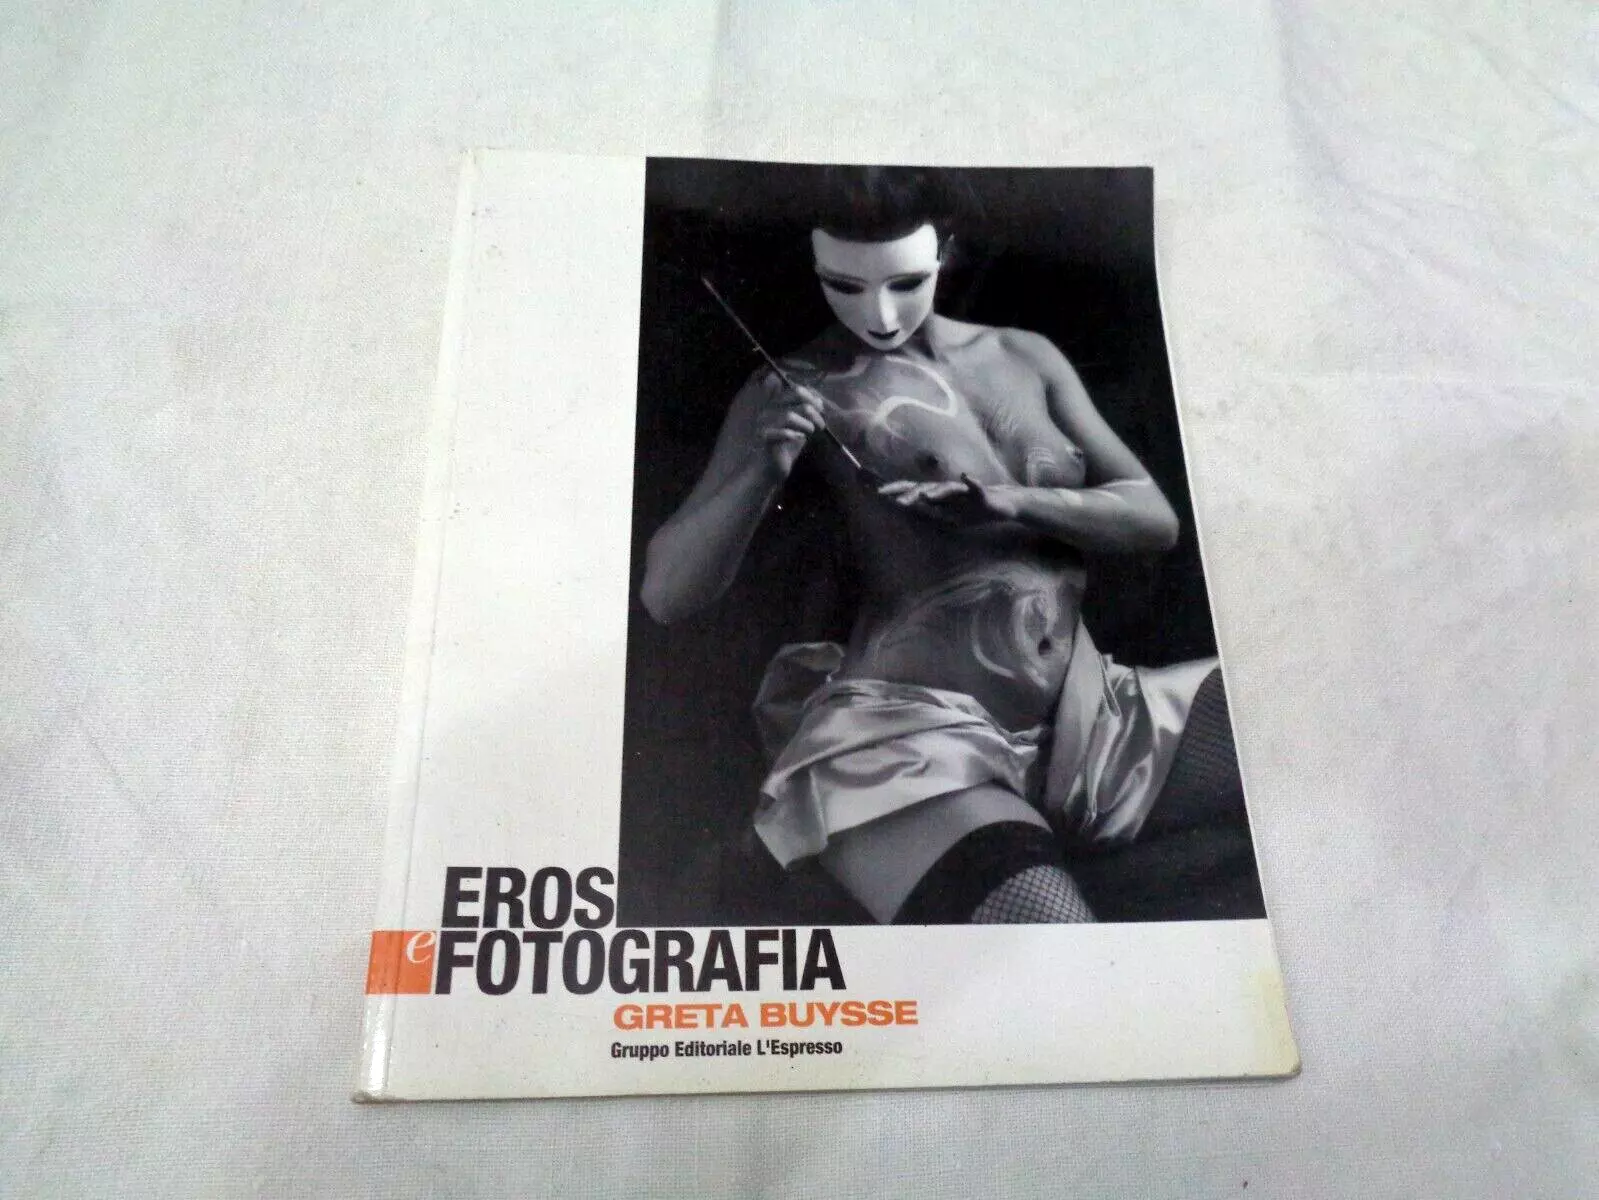 EROS
e FOTOGRAFIA
GRETA BUYSSE
Gruppo Editoriale L'Espresso